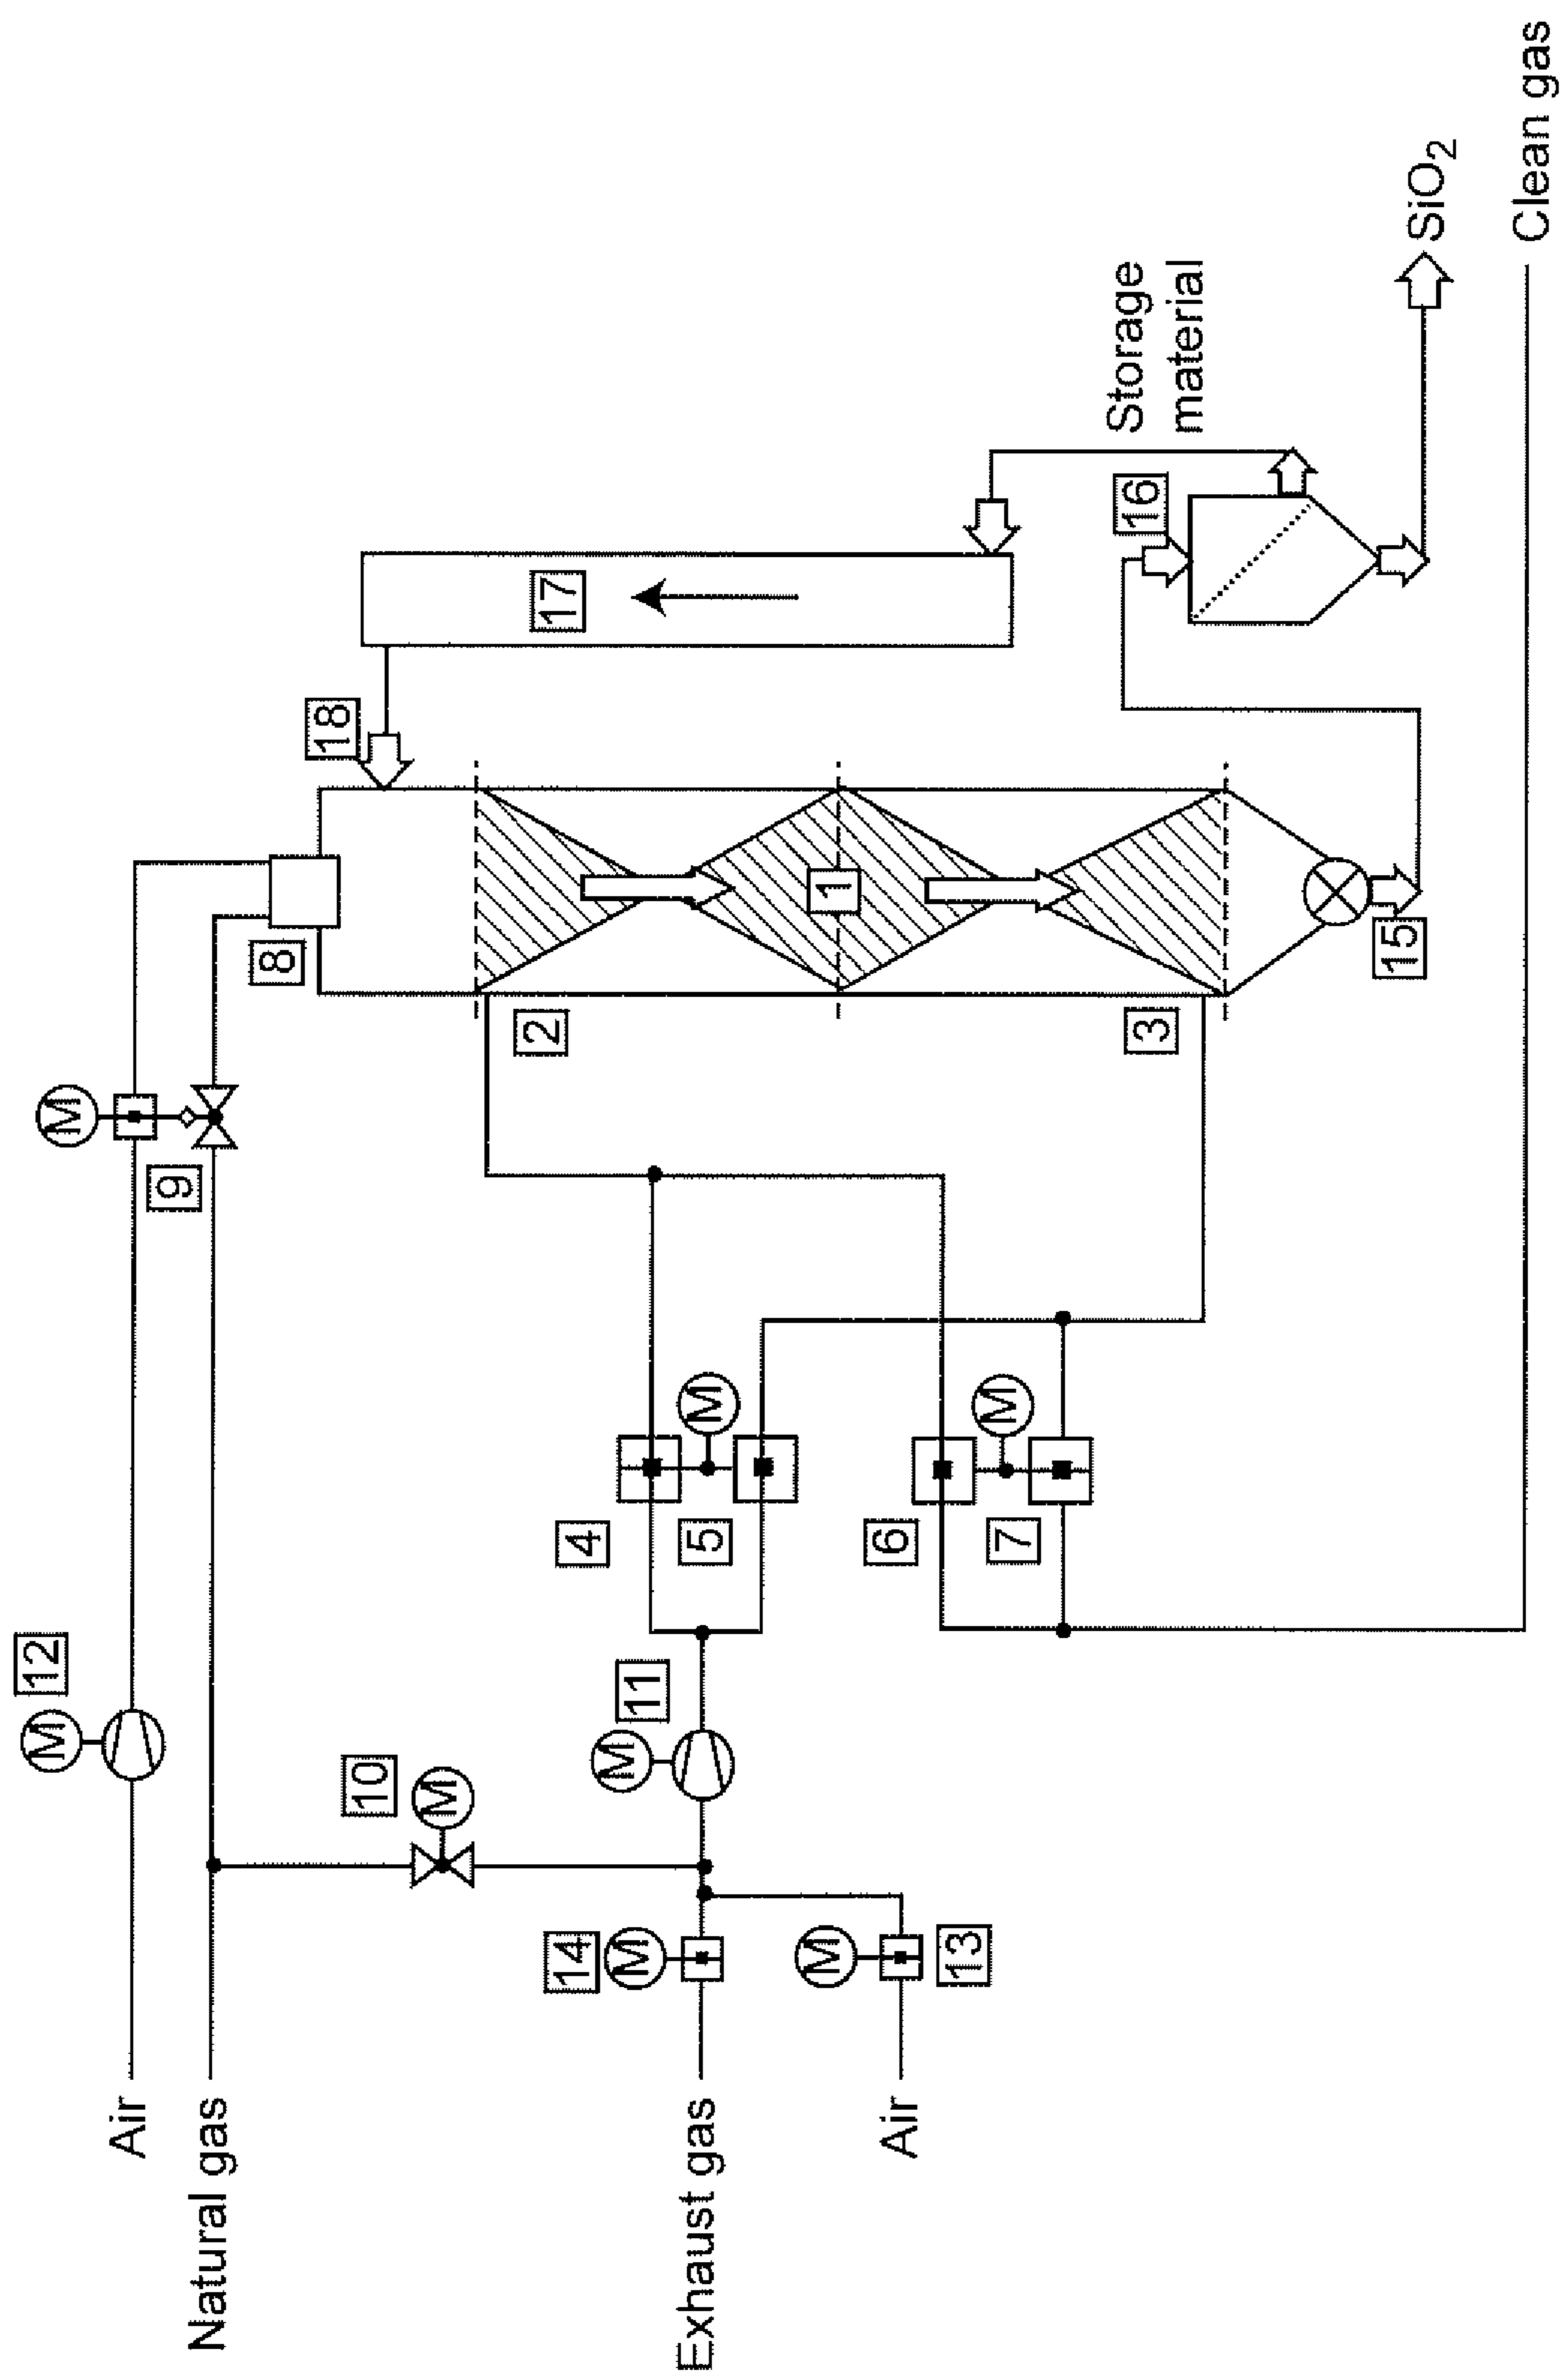 Air
Natural gas
Exhaust gas
Air
12
M
10
M
14
M
M
13
11
M
M
9
4
5
M
6
7
M
8
2
3
1
18
17
15
16
Storage
material
SiO₂
Clean gas